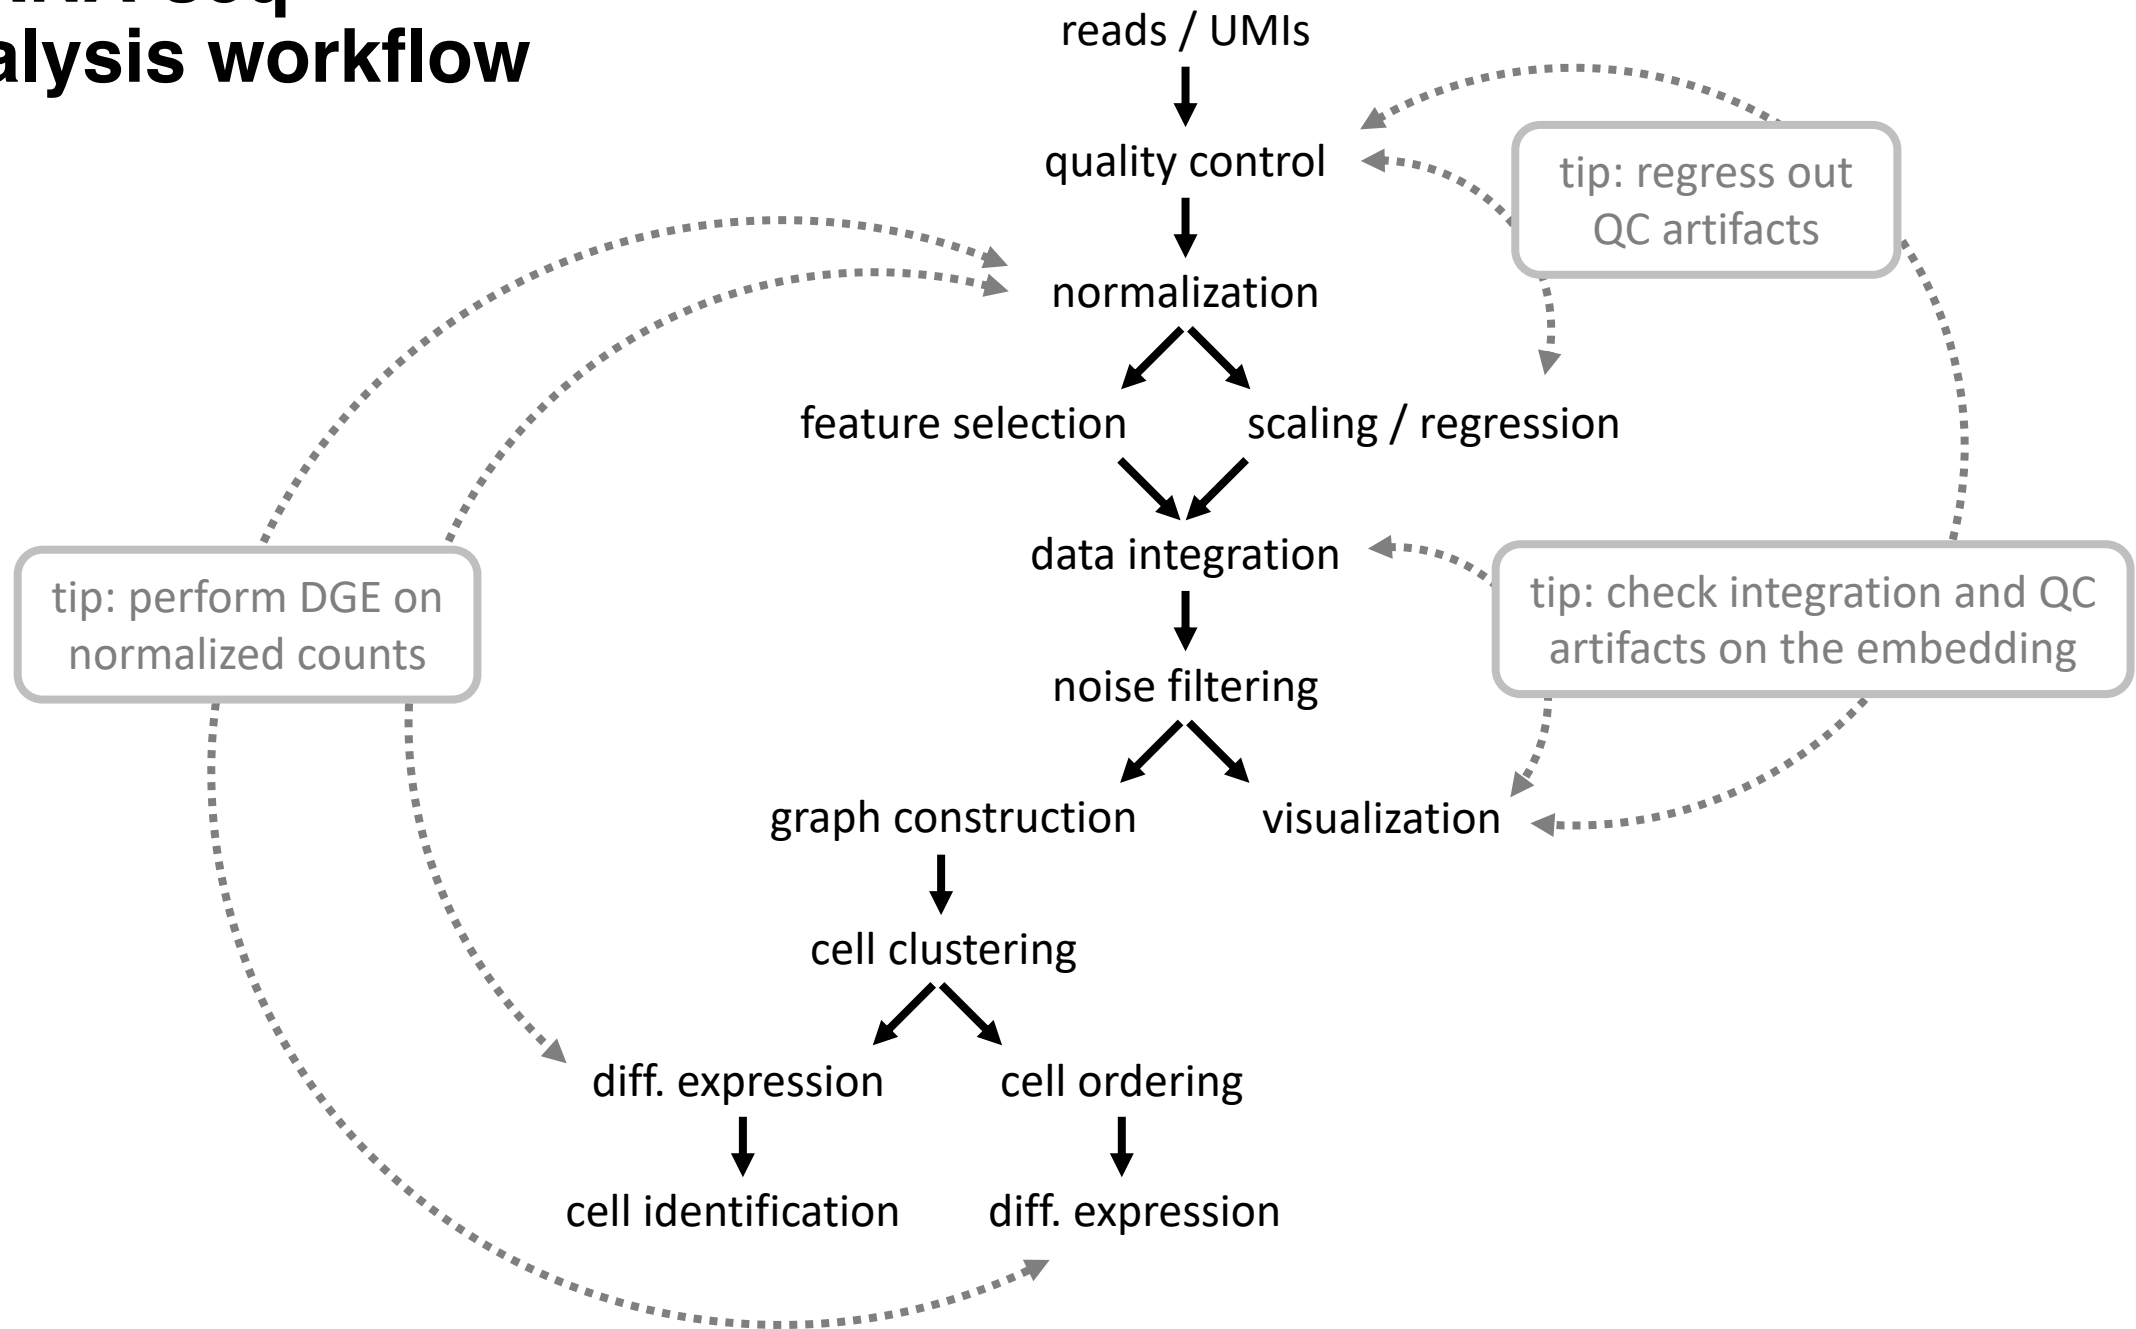 alysis workflow
reads / UMIs
quality control
tip: regress out
QC artifacts
normalization
feature selection
scaling / regression
data integration
tip: perform DGE on
normalized counts
tip: check integration and QC
artifacts on the embedding
noise filtering
graph construction
visualization
cell clustering
diff. expression
cell ordering
cell identification
diff. expression